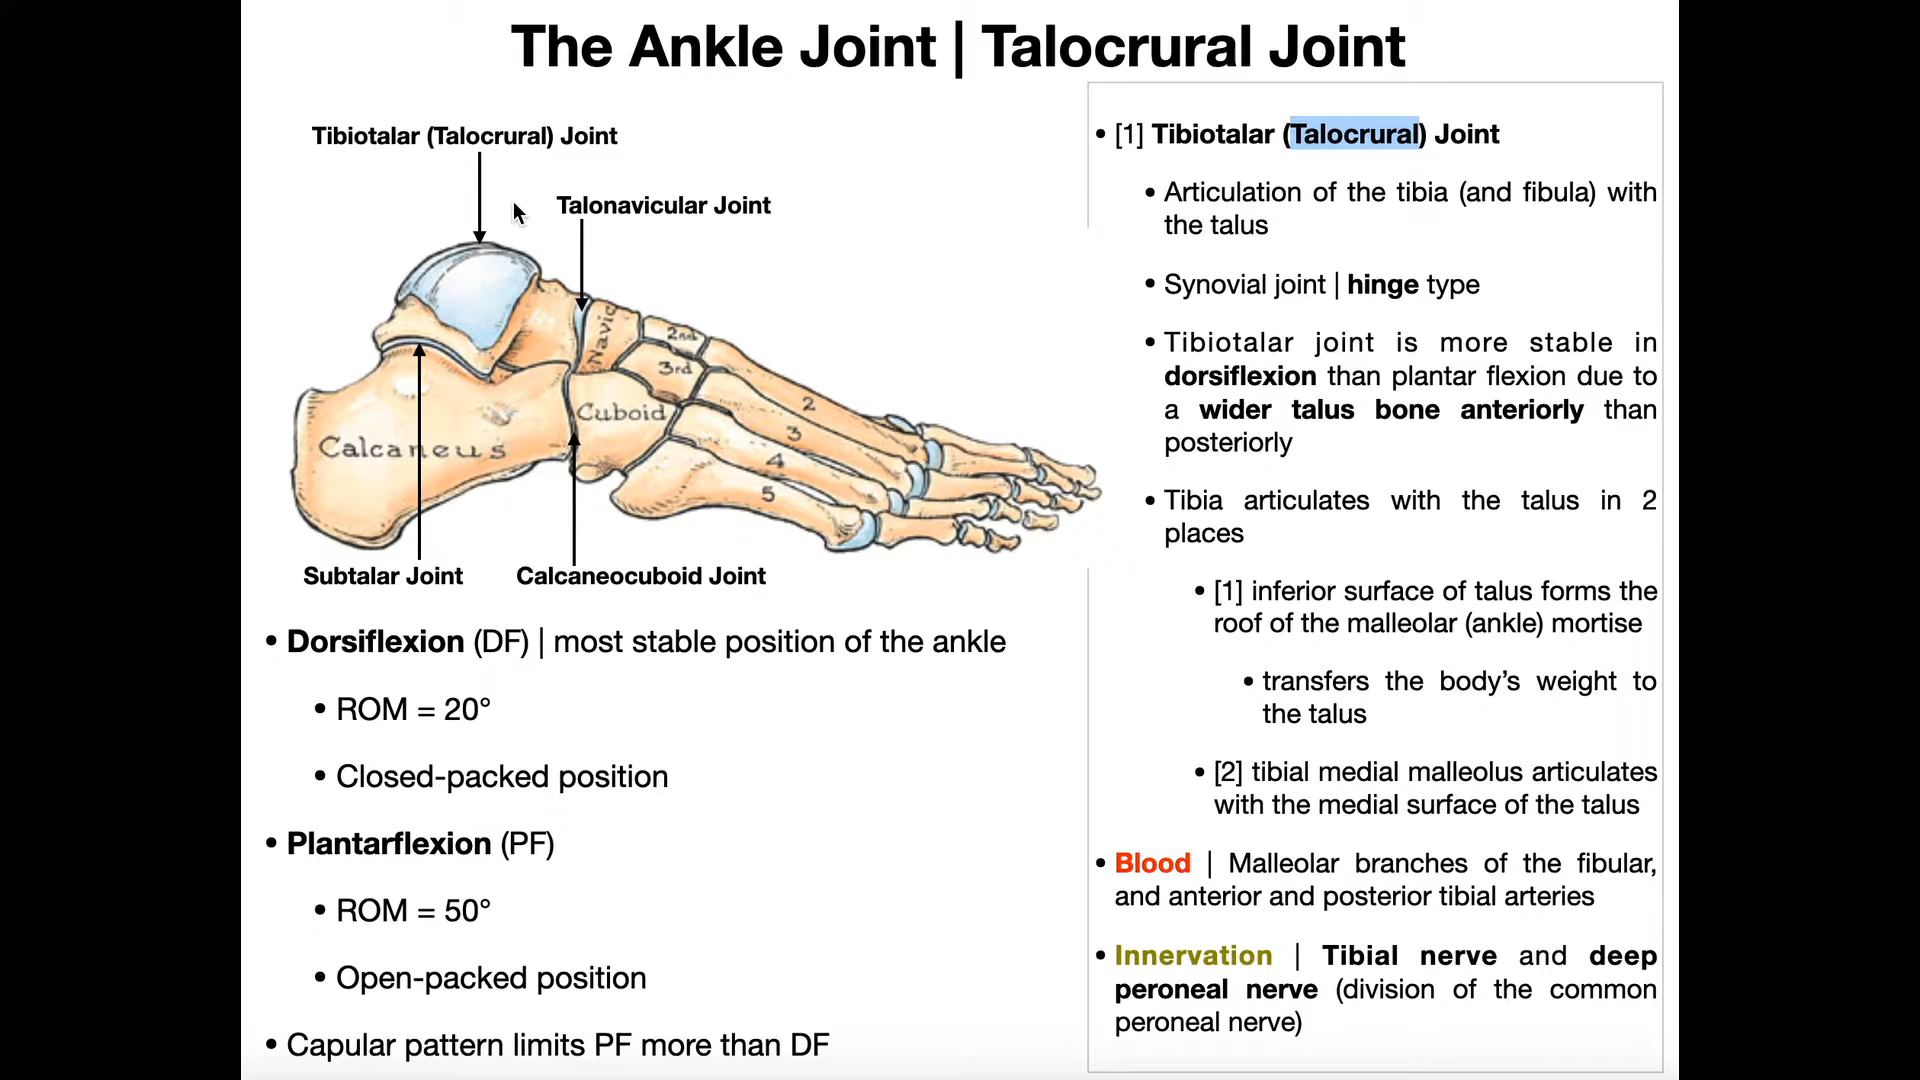 The Ankle Joint | Talocrural Joint
Tibiotalar (Talocrural) Joint
Talonavicular Joint
Navic
2nd
3rd
Cuboid
Calcaneus
2
3
4
5
Subtalar Joint
Calcaneocuboid Joint
• Dorsiflexion (DF) | most stable position of the ankle
• ROM = 20°
• Closed-packed position
• Plantarflexion (PF)
• ROM = 50°
• Open-packed position
• Capular pattern limits PF more than DF
• [1] Tibiotalar (Talocrural) Joint
• Articulation of the tibia (and fibula) with
the talus
• Synovial joint | hinge type
• Tibiotalar joint is more stable in
dorsiflexion than plantar flexion due to
a wider talus bone anteriorly than
posteriorly
• Tibia articulates with the talus in 2
places
• [1] inferior surface of talus forms the
roof of the malleolar (ankle) mortise
• transfers the body’s weight to
the talus
• [2] tibial medial malleolus articulates
with the medial surface of the talus
• Blood | Malleolar branches of the fibular,
and anterior and posterior tibial arteries
• Innervation | Tibial nerve and deep
peroneal nerve (division of the common
peroneal nerve)